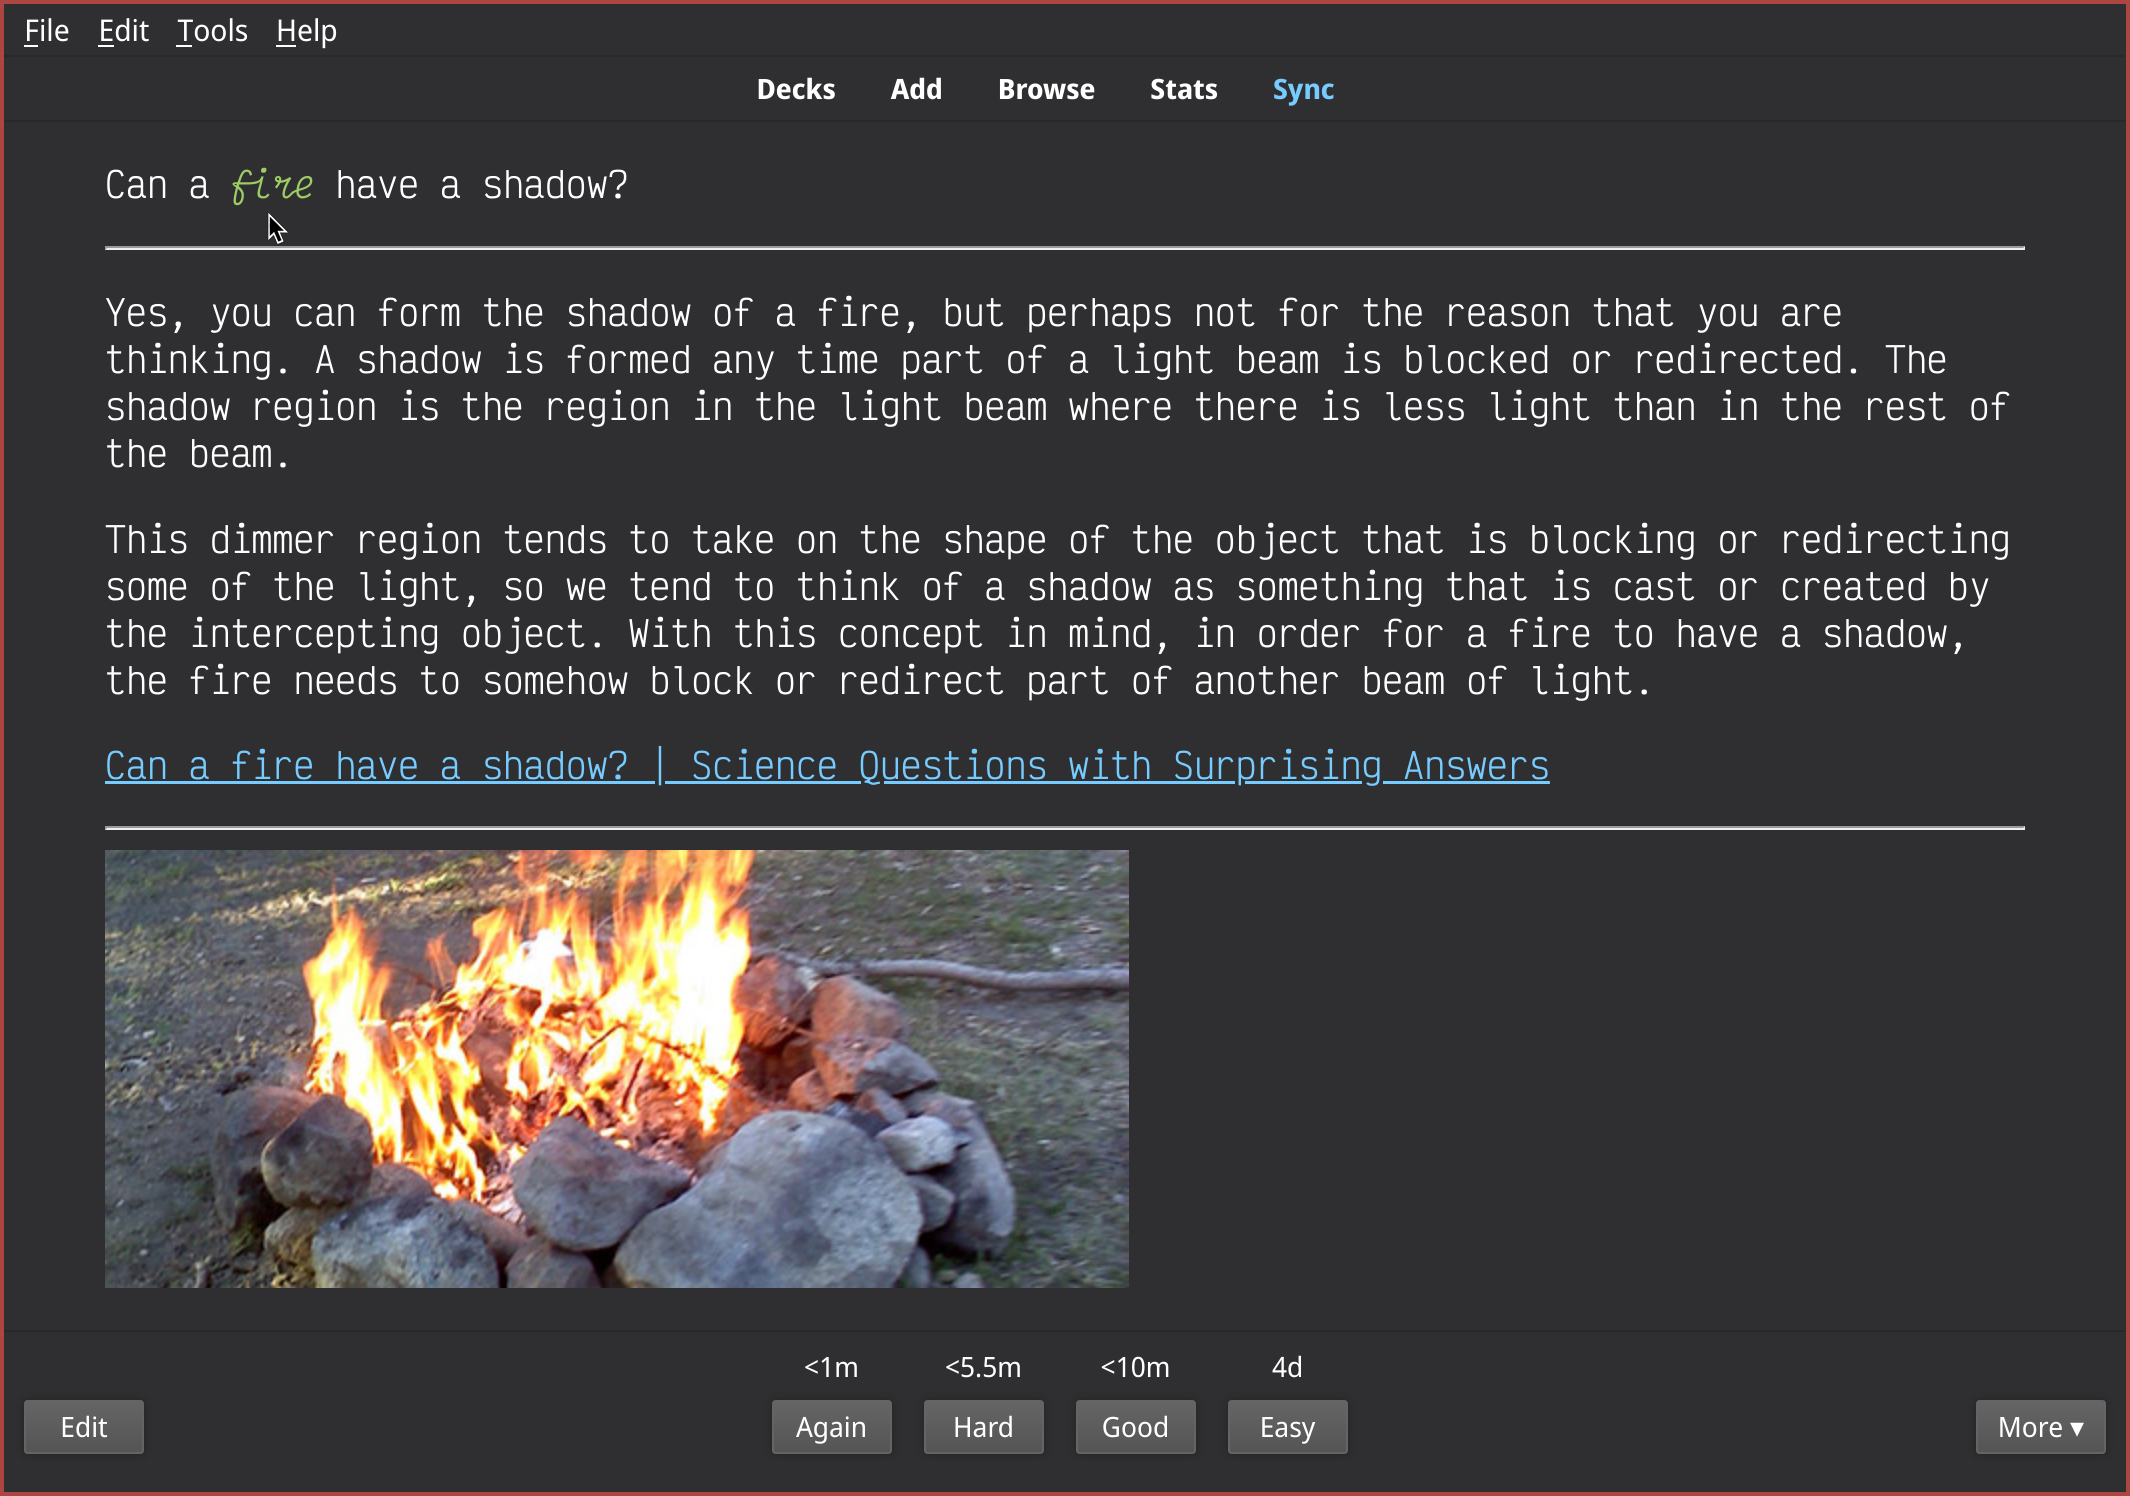 File Edit Tools Help
Decks Add Browse Stats Sync
Can a fire have a shadow?
Yes, you can form the shadow of a fire, but perhaps not for the reason that you are
thinking. A shadow is formed any time part of a light beam is blocked or redirected. The
shadow region is the region in the light beam where there is less light than in the rest of
the beam.
This dimmer region tends to take on the shape of the object that is blocking or redirecting
some of the light, so we tend to think of a shadow as something that is cast or created by
the intercepting object. With this concept in mind, in order for a fire to have a shadow,
the fire needs to somehow block or redirect part of another beam of light.
Can a fire have a shadow? | Science Questions with Surprising Answers
<1m <5.5m <10m 4d
Edit Again Hard Good Easy More ▾